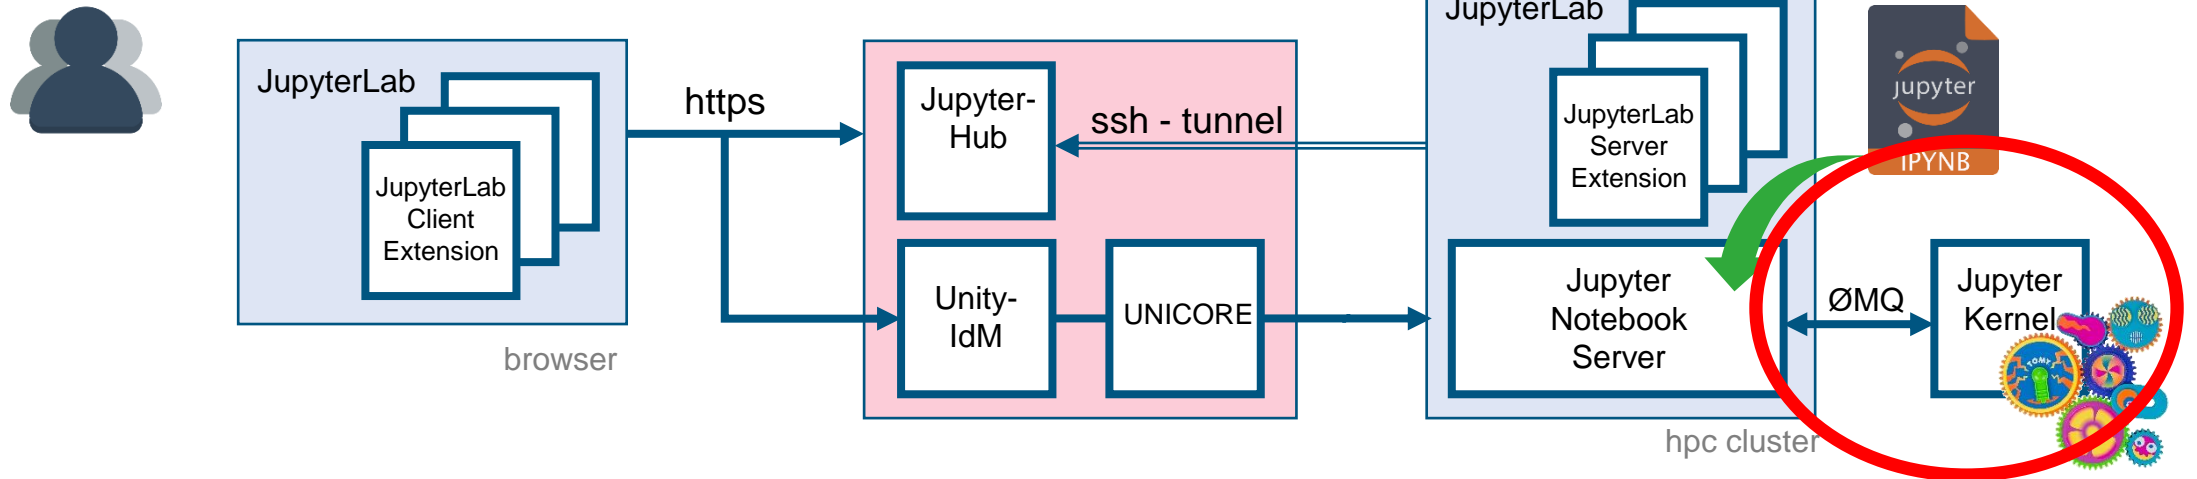 JupyterLab
JupyterLab
Client
Extension
browser
https
Jupyter-
Hub
ssh - tunnel
Unity-
IdM
UNICORE
JupyterLab
JupyterLab
Server
Extension
Jupyter
Notebook
Server
hpc cluster
jupyter
IPYNB
ØMQ
Jupyter
Kernel
TOMY